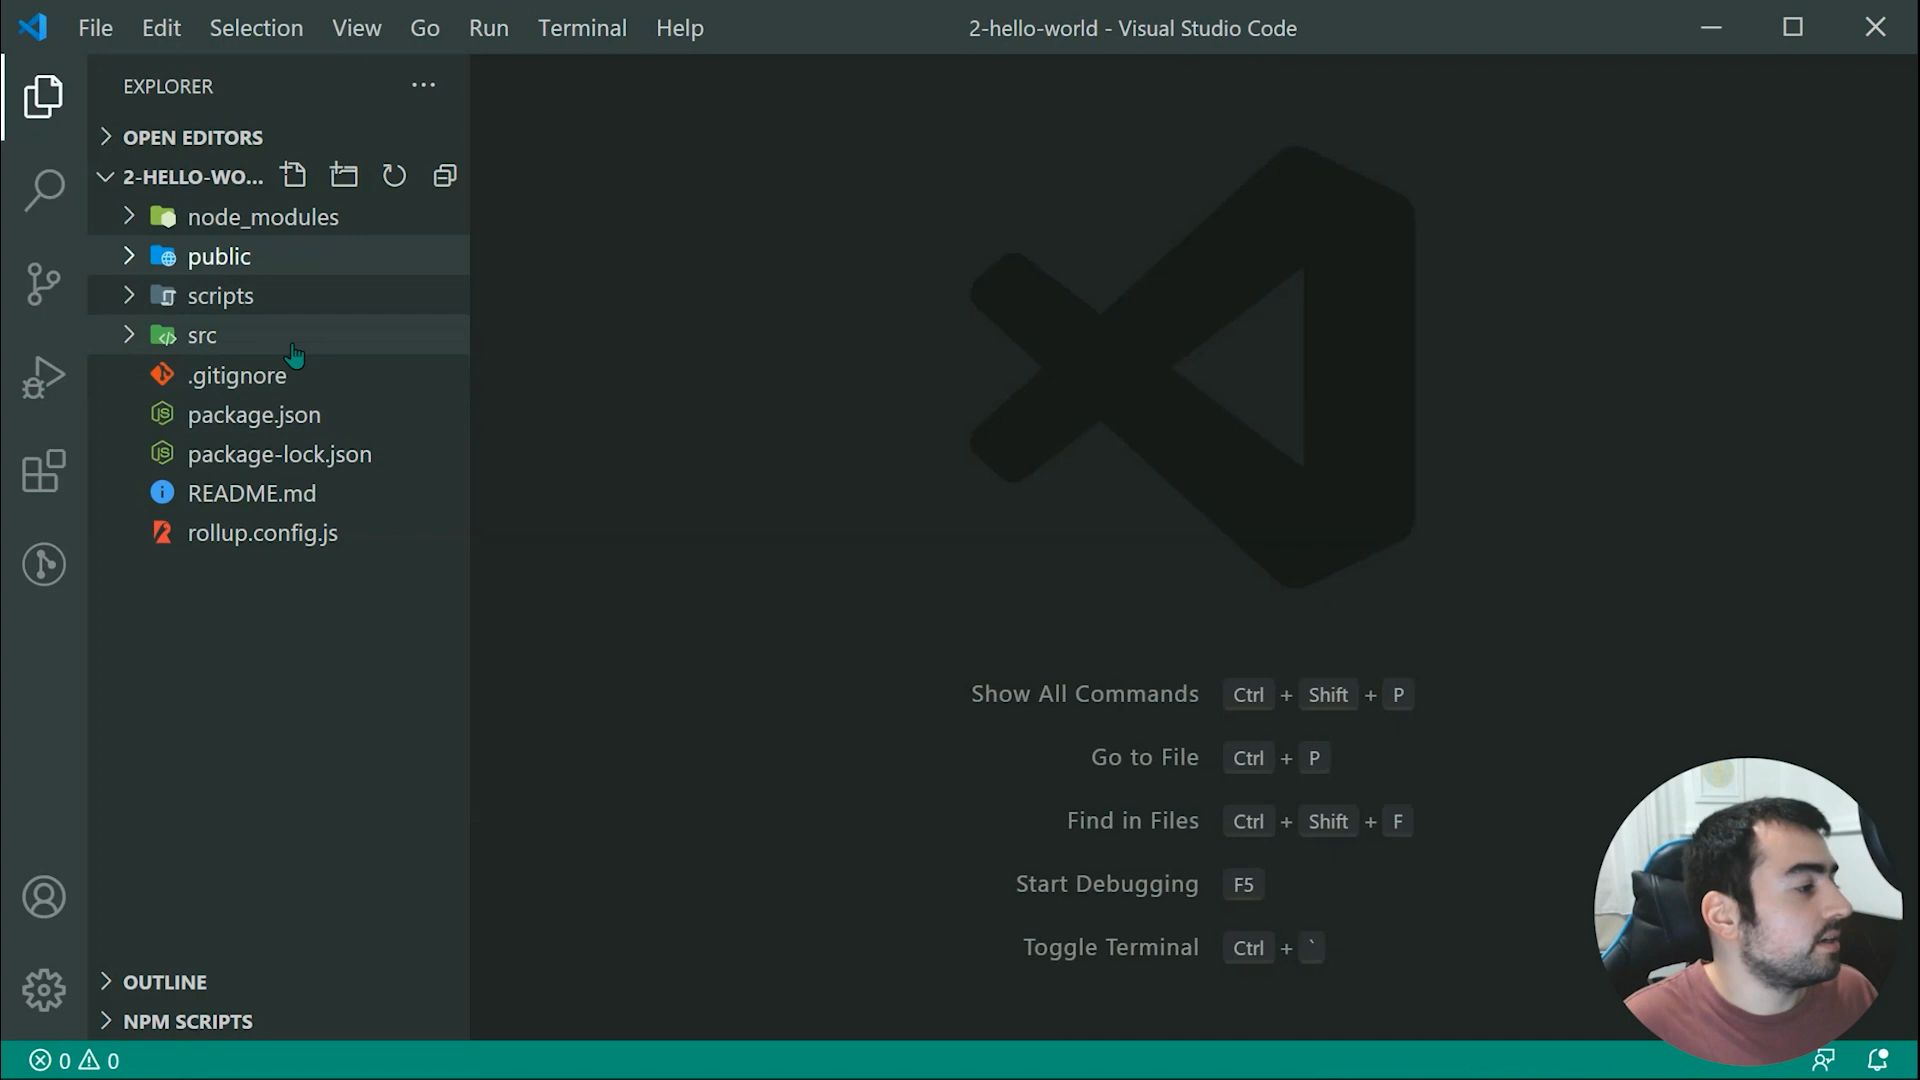 File Edit Selection View Go Run Terminal Help
2-hello-world - Visual Studio Code
EXPLORER
OPEN EDITORS
2-HELLO-WO...
node_modules
public
scripts
src
.gitignore
package.json
package-lock.json
README.md
rollup.config.js
Show All Commands Ctrl + Shift + P
Go to File Ctrl + P
Find in Files Ctrl + Shift + F
Start Debugging F5
Toggle Terminal Ctrl + `
OUTLINE
NPM SCRIPTS
0 0